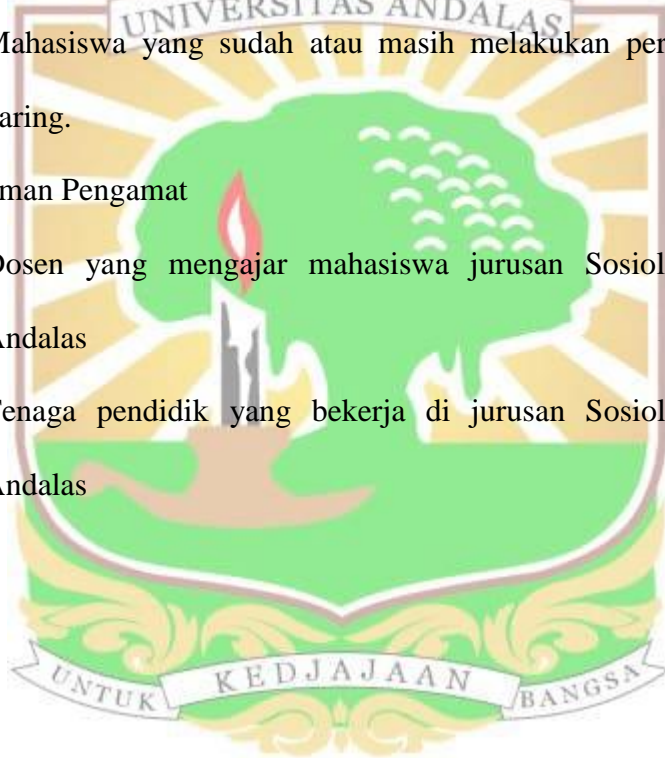 UNIVERSITAS ANDALAS
Mahasiswa yang sudah atau masih melakukan per
aring.
man Pengamat
Dosen yang mengajar mahasiswa jurusan Sosiol
Andalas
Tenaga pendidik yang bekerja di jurusan Sosiol
Andalas
UNTUK KEDJAJAAN BANGSA